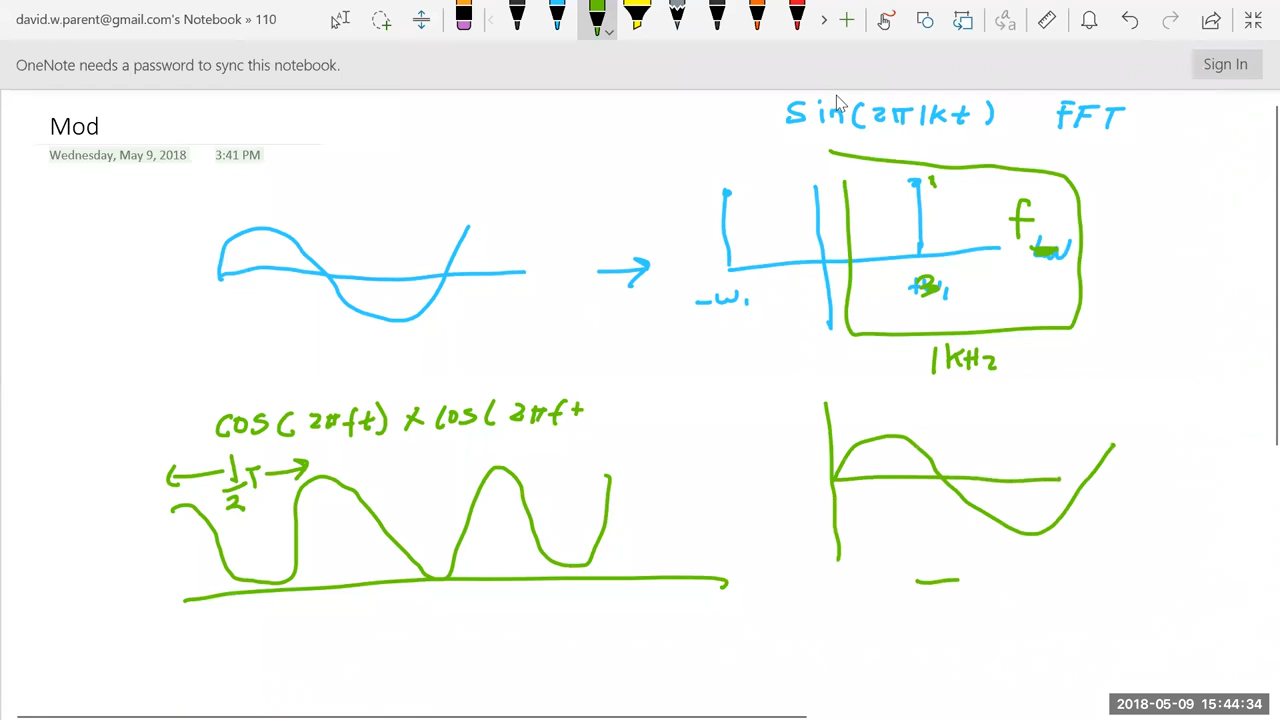 david.w.parent@gmail.com's Notebook > 110
OneNote needs a password to sync this notebook.
Sign In
Mod
Wednesday, May 9, 2018 3:41 PM
sin(2π1kt) FFT
f
-ω1
1KHz
cos(2πft) × cos(2πft
1/2 T
2018-05-09 15:44:34